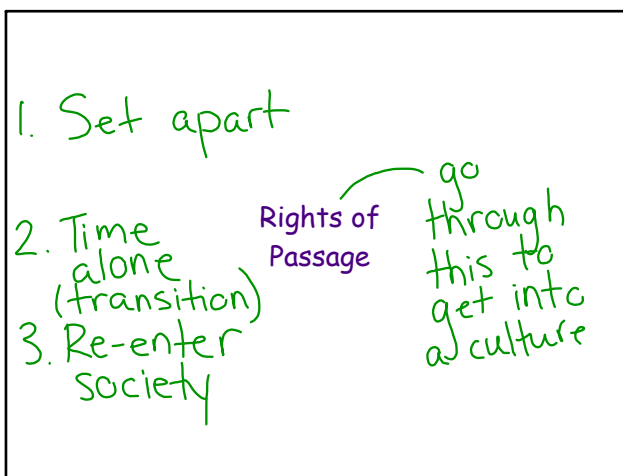 1. Set apart
2. Time
alone
(transition)
3. Re-enter
society
Rights of
Passage
go
through
this to
get into
a culture